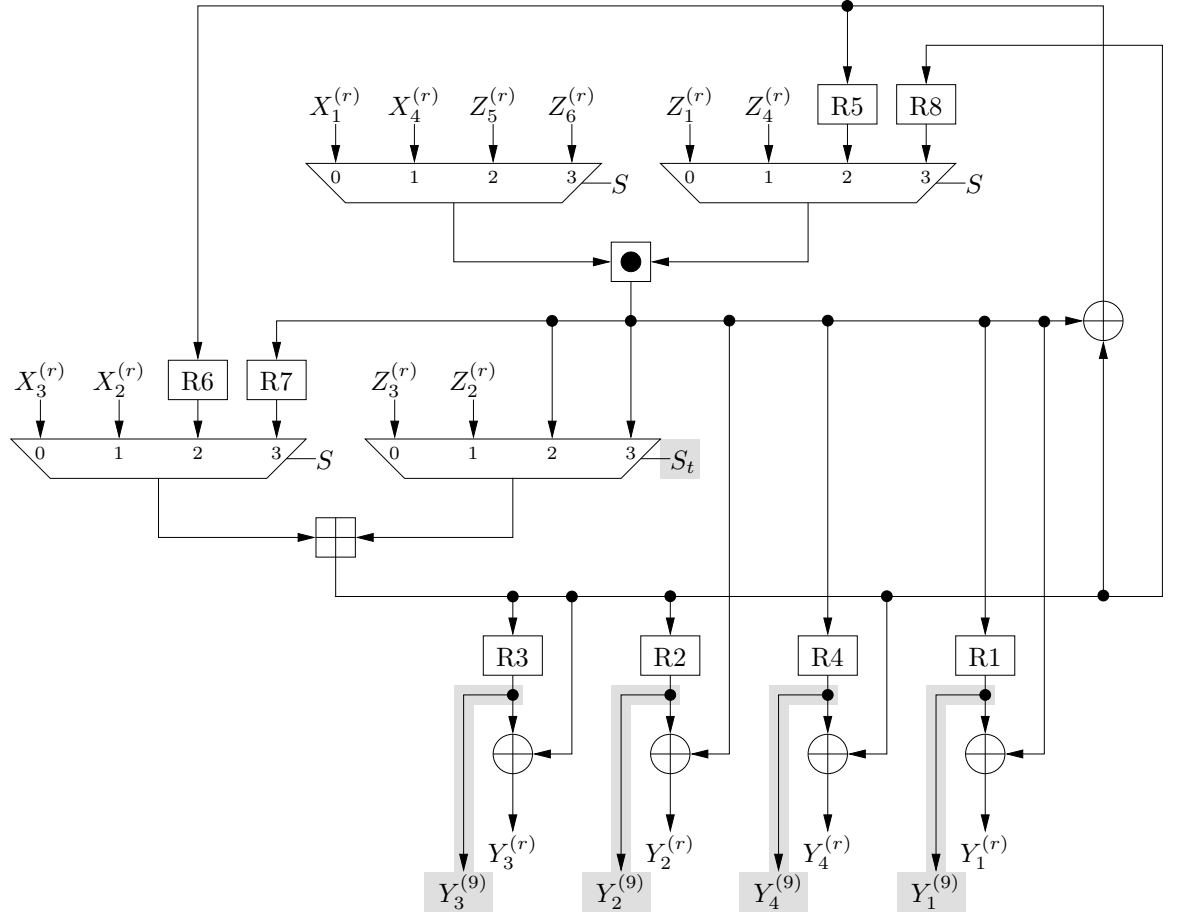 X_1^{(r)} X_4^{(r)} Z_5^{(r)} Z_6^{(r)} Z_1^{(r)} Z_4^{(r)} R5 R8
0 1 2 3 S 0 1 2 3 S
X_3^{(r)} X_2^{(r)} R6 R7 Z_3^{(r)} Z_2^{(r)}
0 1 2 3 S 0 1 2 3 S_t
R3 R2 R4 R1
Y_3^{(r)} Y_2^{(r)} Y_4^{(r)} Y_1^{(r)}
Y_3^{(9)} Y_2^{(9)} Y_4^{(9)} Y_1^{(9)}